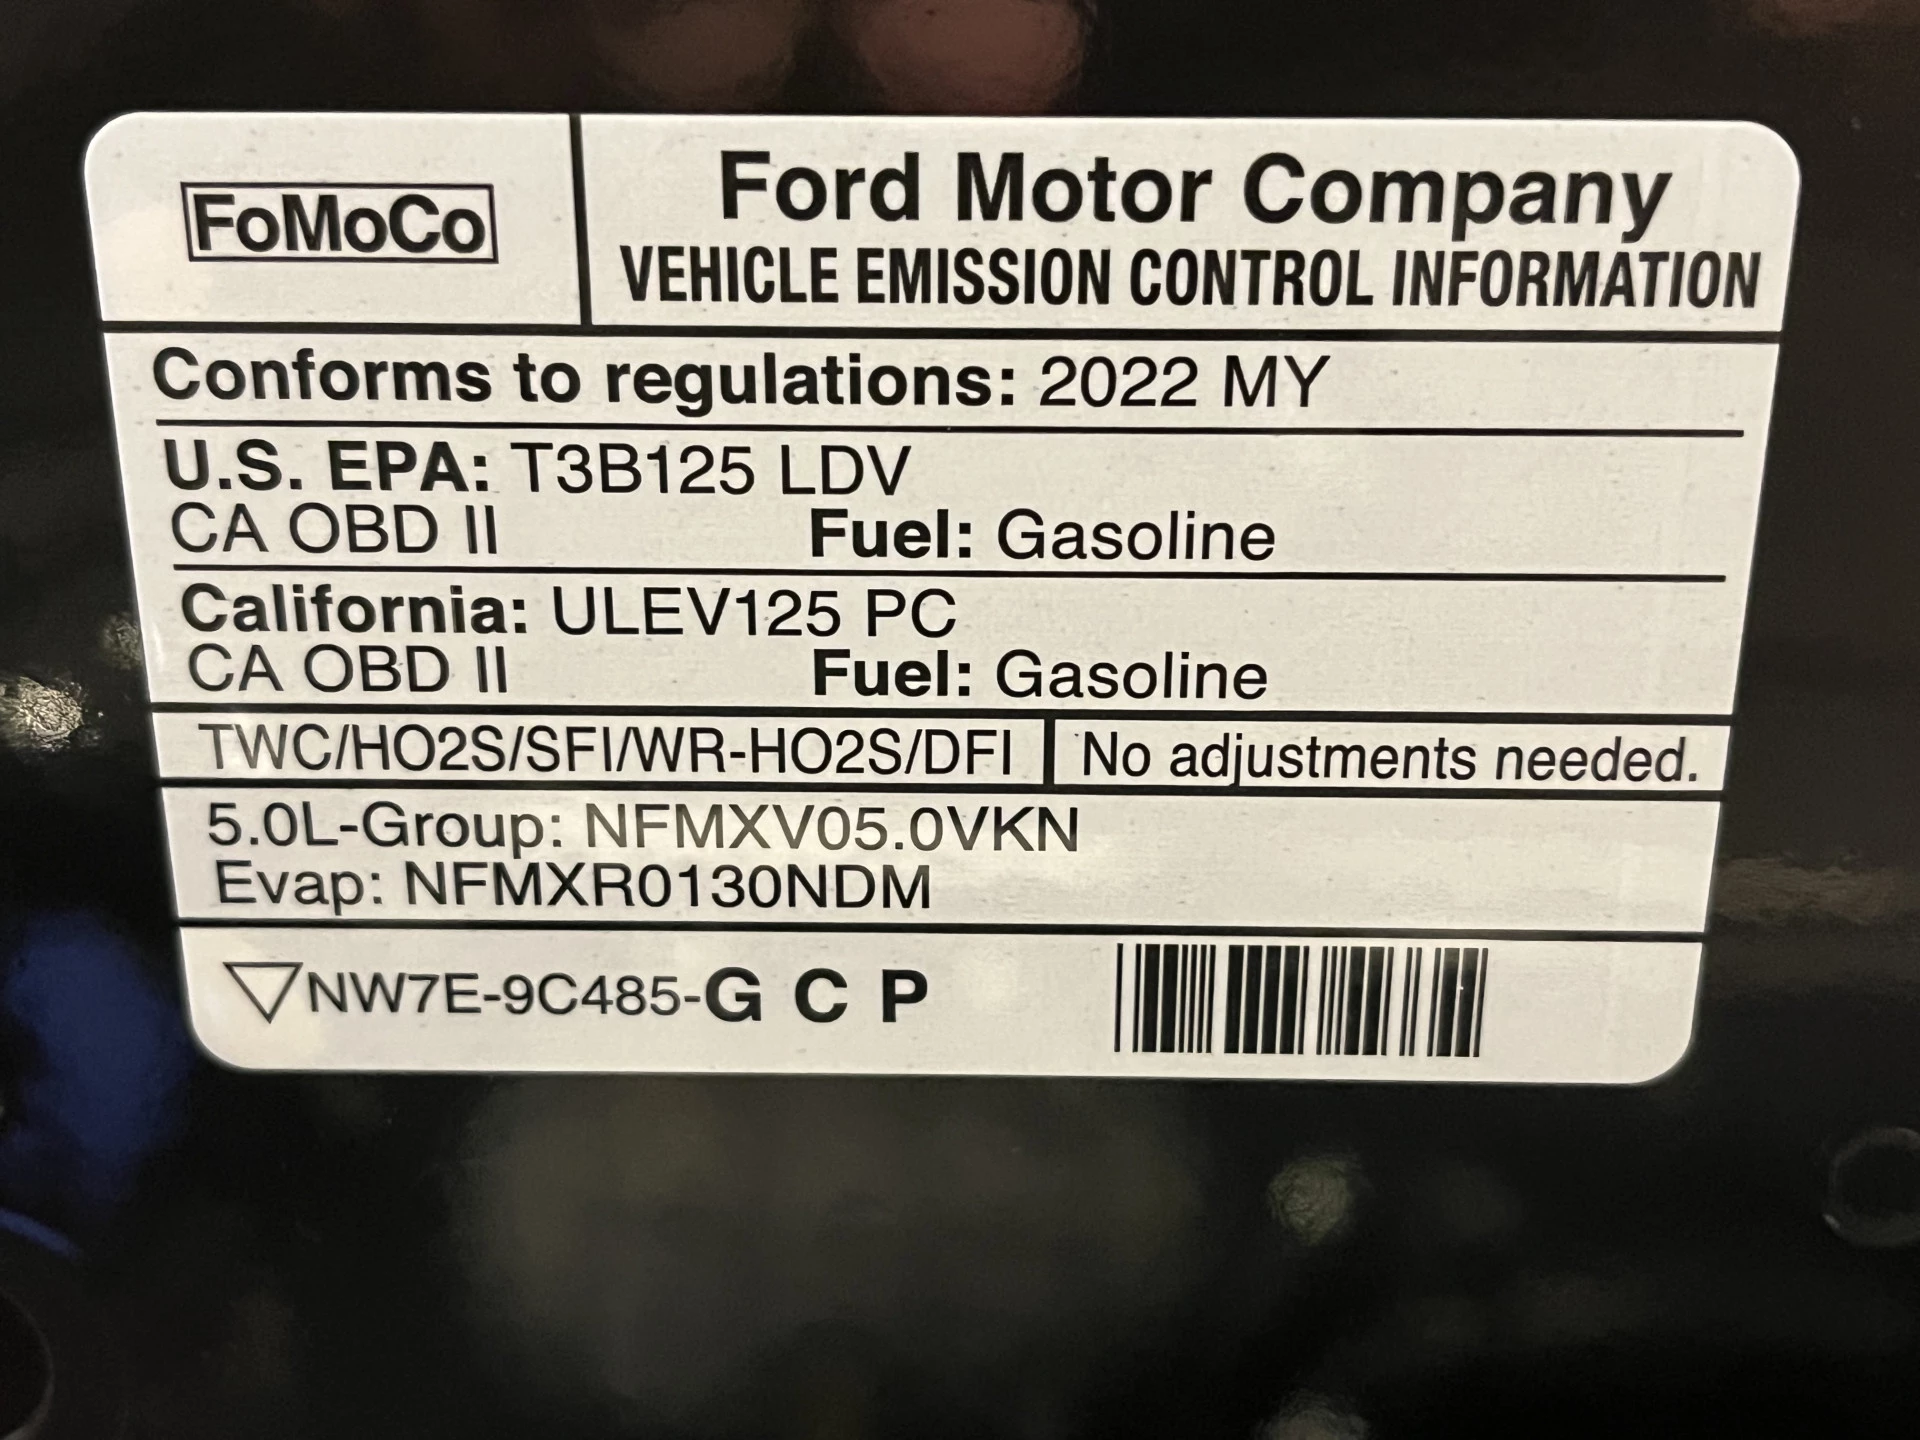 FoMoCo
Ford Motor Company
VEHICLE EMISSION CONTROL INFORMATION
Conforms to regulations: 2022 MY
U.S. EPA: T3B125 LDV
CA OBD II Fuel: Gasoline
California: ULEV125 PC
CA OBD II Fuel: Gasoline
TWC/HO2S/SFI/WR-HO2S/DFI No adjustments needed.
5.0L-Group: NFMXV05.0VKN
Evap: NFMXR0130NDM
▽NW7E-9C485-G C P